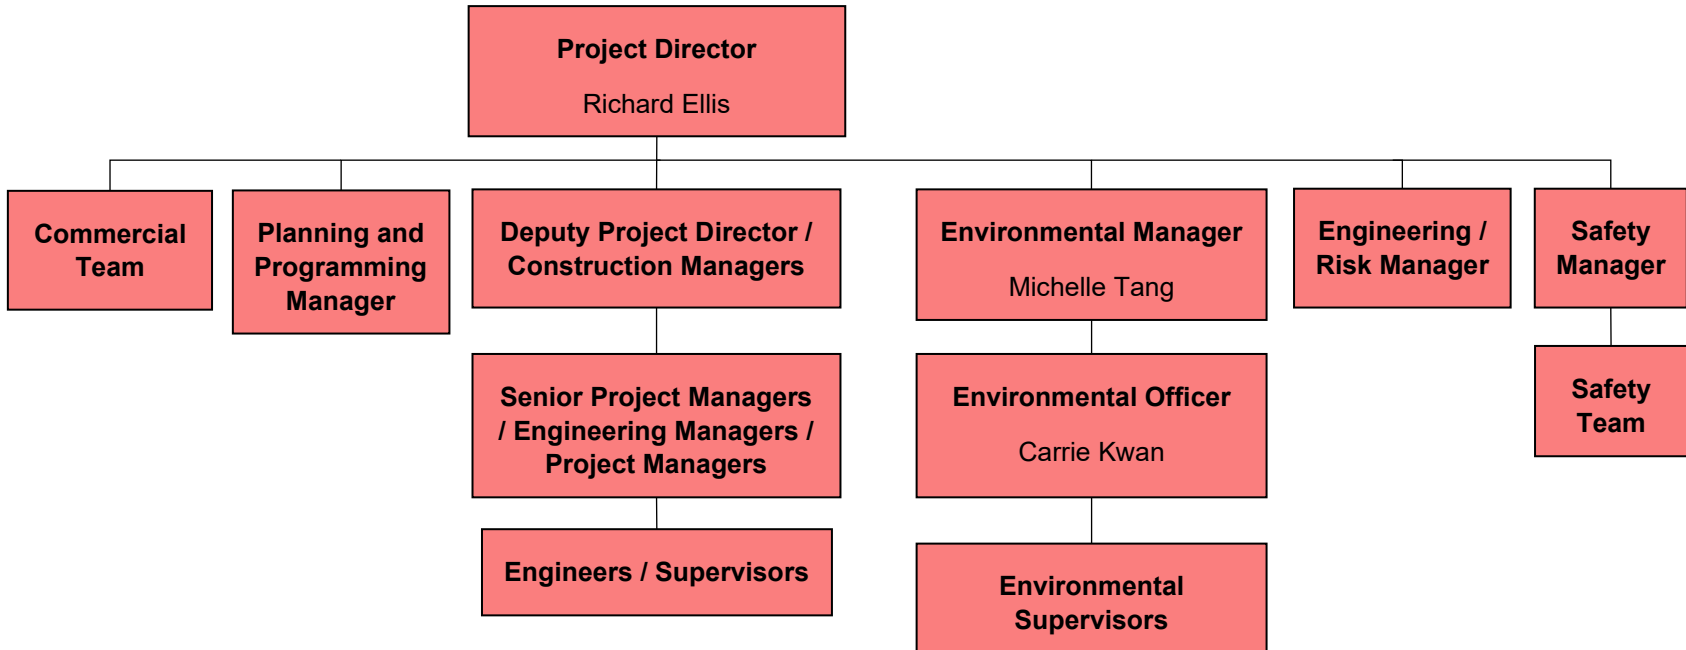 Project Director
Richard Ellis
Commercial
Team
Planning and
Programming
Manager
Deputy Project Director /
Construction Managers
Environmental Manager
Michelle Tang
Engineering /
Risk Manager
Safety
Manager
Senior Project Managers
/ Engineering Managers /
Project Managers
Environmental Officer
Carrie Kwan
Safety
Team
Engineers / Supervisors
Environmental
Supervisors